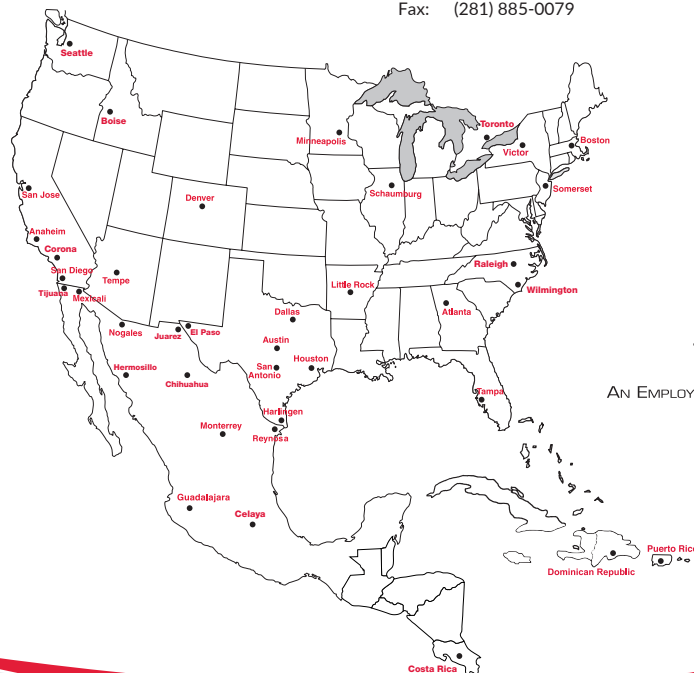 Fax: (281) 885-0079
Seattle
Boise
Minneapolis
Toronto
Victor
Boston
San Jose
Denver
Schaumburg
Somerset
Anaheim
Corona
San Diego
Tempe
Tijuana
Mexicali
Raleigh
Wilmington
Little Rock
Atlanta
Dallas
Nogales
Juarez
El Paso
Austin
San
Antonio
Houston
Hermosillo
Chihuahua
Tampa
AN EMPLOY
Harlingen
Monterrey
Reynosa
Guadalajara
Celaya
Puerto Rico
Dominican Republic
Costa Rica